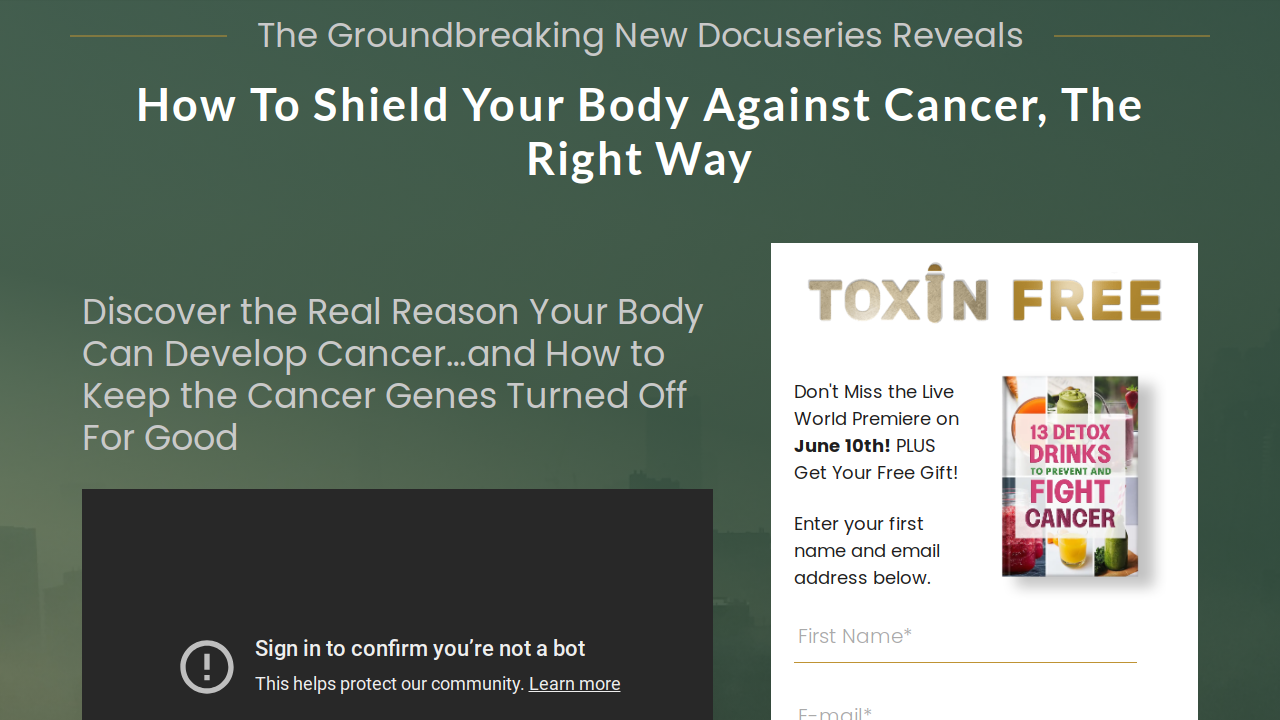 The Groundbreaking New Docuseries Reveals
How To Shield Your Body Against Cancer, The
Right Way
Discover the Real Reason Your Body
Can Develop Cancer...and How to
Keep the Cancer Genes Turned Off
For Good
Sign in to confirm you're not a bot
This helps protect our community. Learn more
TOXIN FREE
Don't Miss the Live
World Premiere on
June 10th! PLUS
Get Your Free Gift!
Enter your first
name and email
address below.
13 DETOX
DRINKS
TO PREVENT AND
FIGHT
CANCER
First Name*
E-mail*